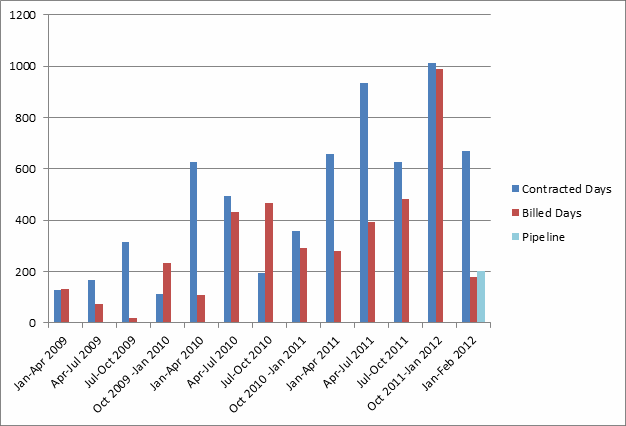 1200
1000
800
600
400
200
0
Jan-Apr 2009
Apr-Jul 2009
Jul-Oct 2009
Oct 2009 -Jan 2010
Jan-Apr 2010
Apr-Jul 2010
Jul-Oct 2010
Oct 2010 -Jan 2011
Jan-Apr 2011
Apr-Jul 2011
Jul-Oct 2011
Oct 2011-Jan 2012
Jan-Feb 2012
Contracted Days
Billed Days
Pipeline